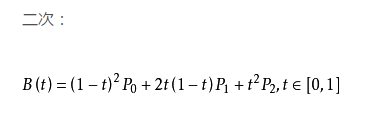 二次：
B(t) = (1 − t)² P₀ + 2t(1 − t)P₁ + t² P₂, t ∈ [0, 1]